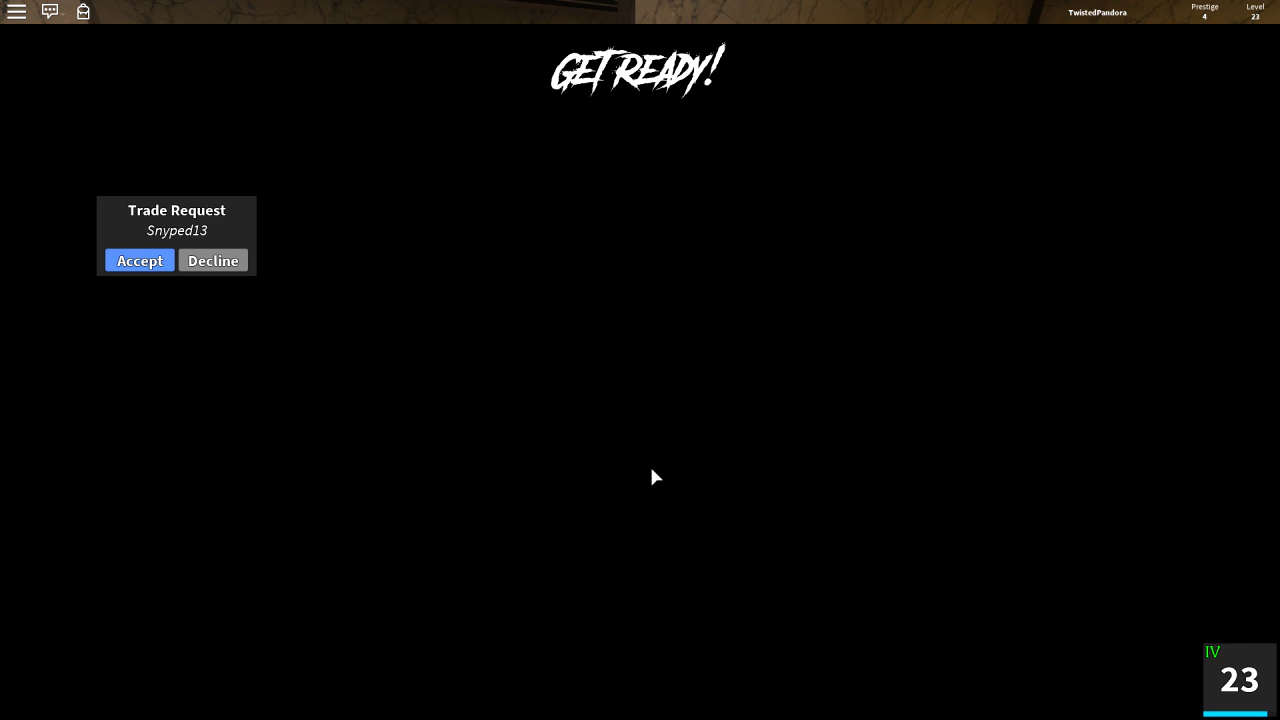 TwistedPandora
Prestige
4
Level
23
GET READY!
Trade Request
Snyped13
Accept
Decline
IV
23